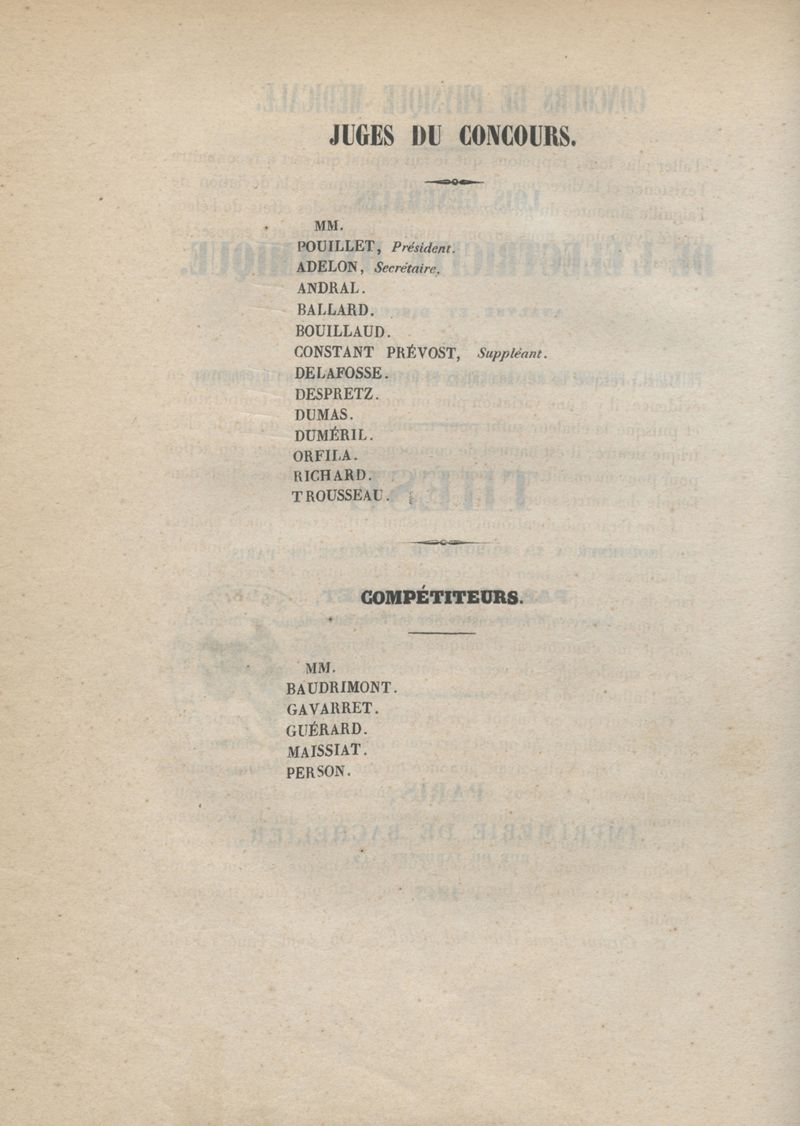 JUGES DU CONCOURS.
MM.
POUILLET, Président.
ADELON, Secrétaire.
ANDRAL.
BALLARD.
BOUILLAUD.
CONSTANT PRÉVOST, Suppléant.
DELAFOSSE.
DESPRETZ.
DUMAS.
DUMÉRIL.
ORFILA.
RICHARD.
TROUSSEAU.
COMPÉTITEURS.
MM.
BAUDRIMONT.
GAVARRET.
GUÉRARD.
MAISSIAT.
PERSON.